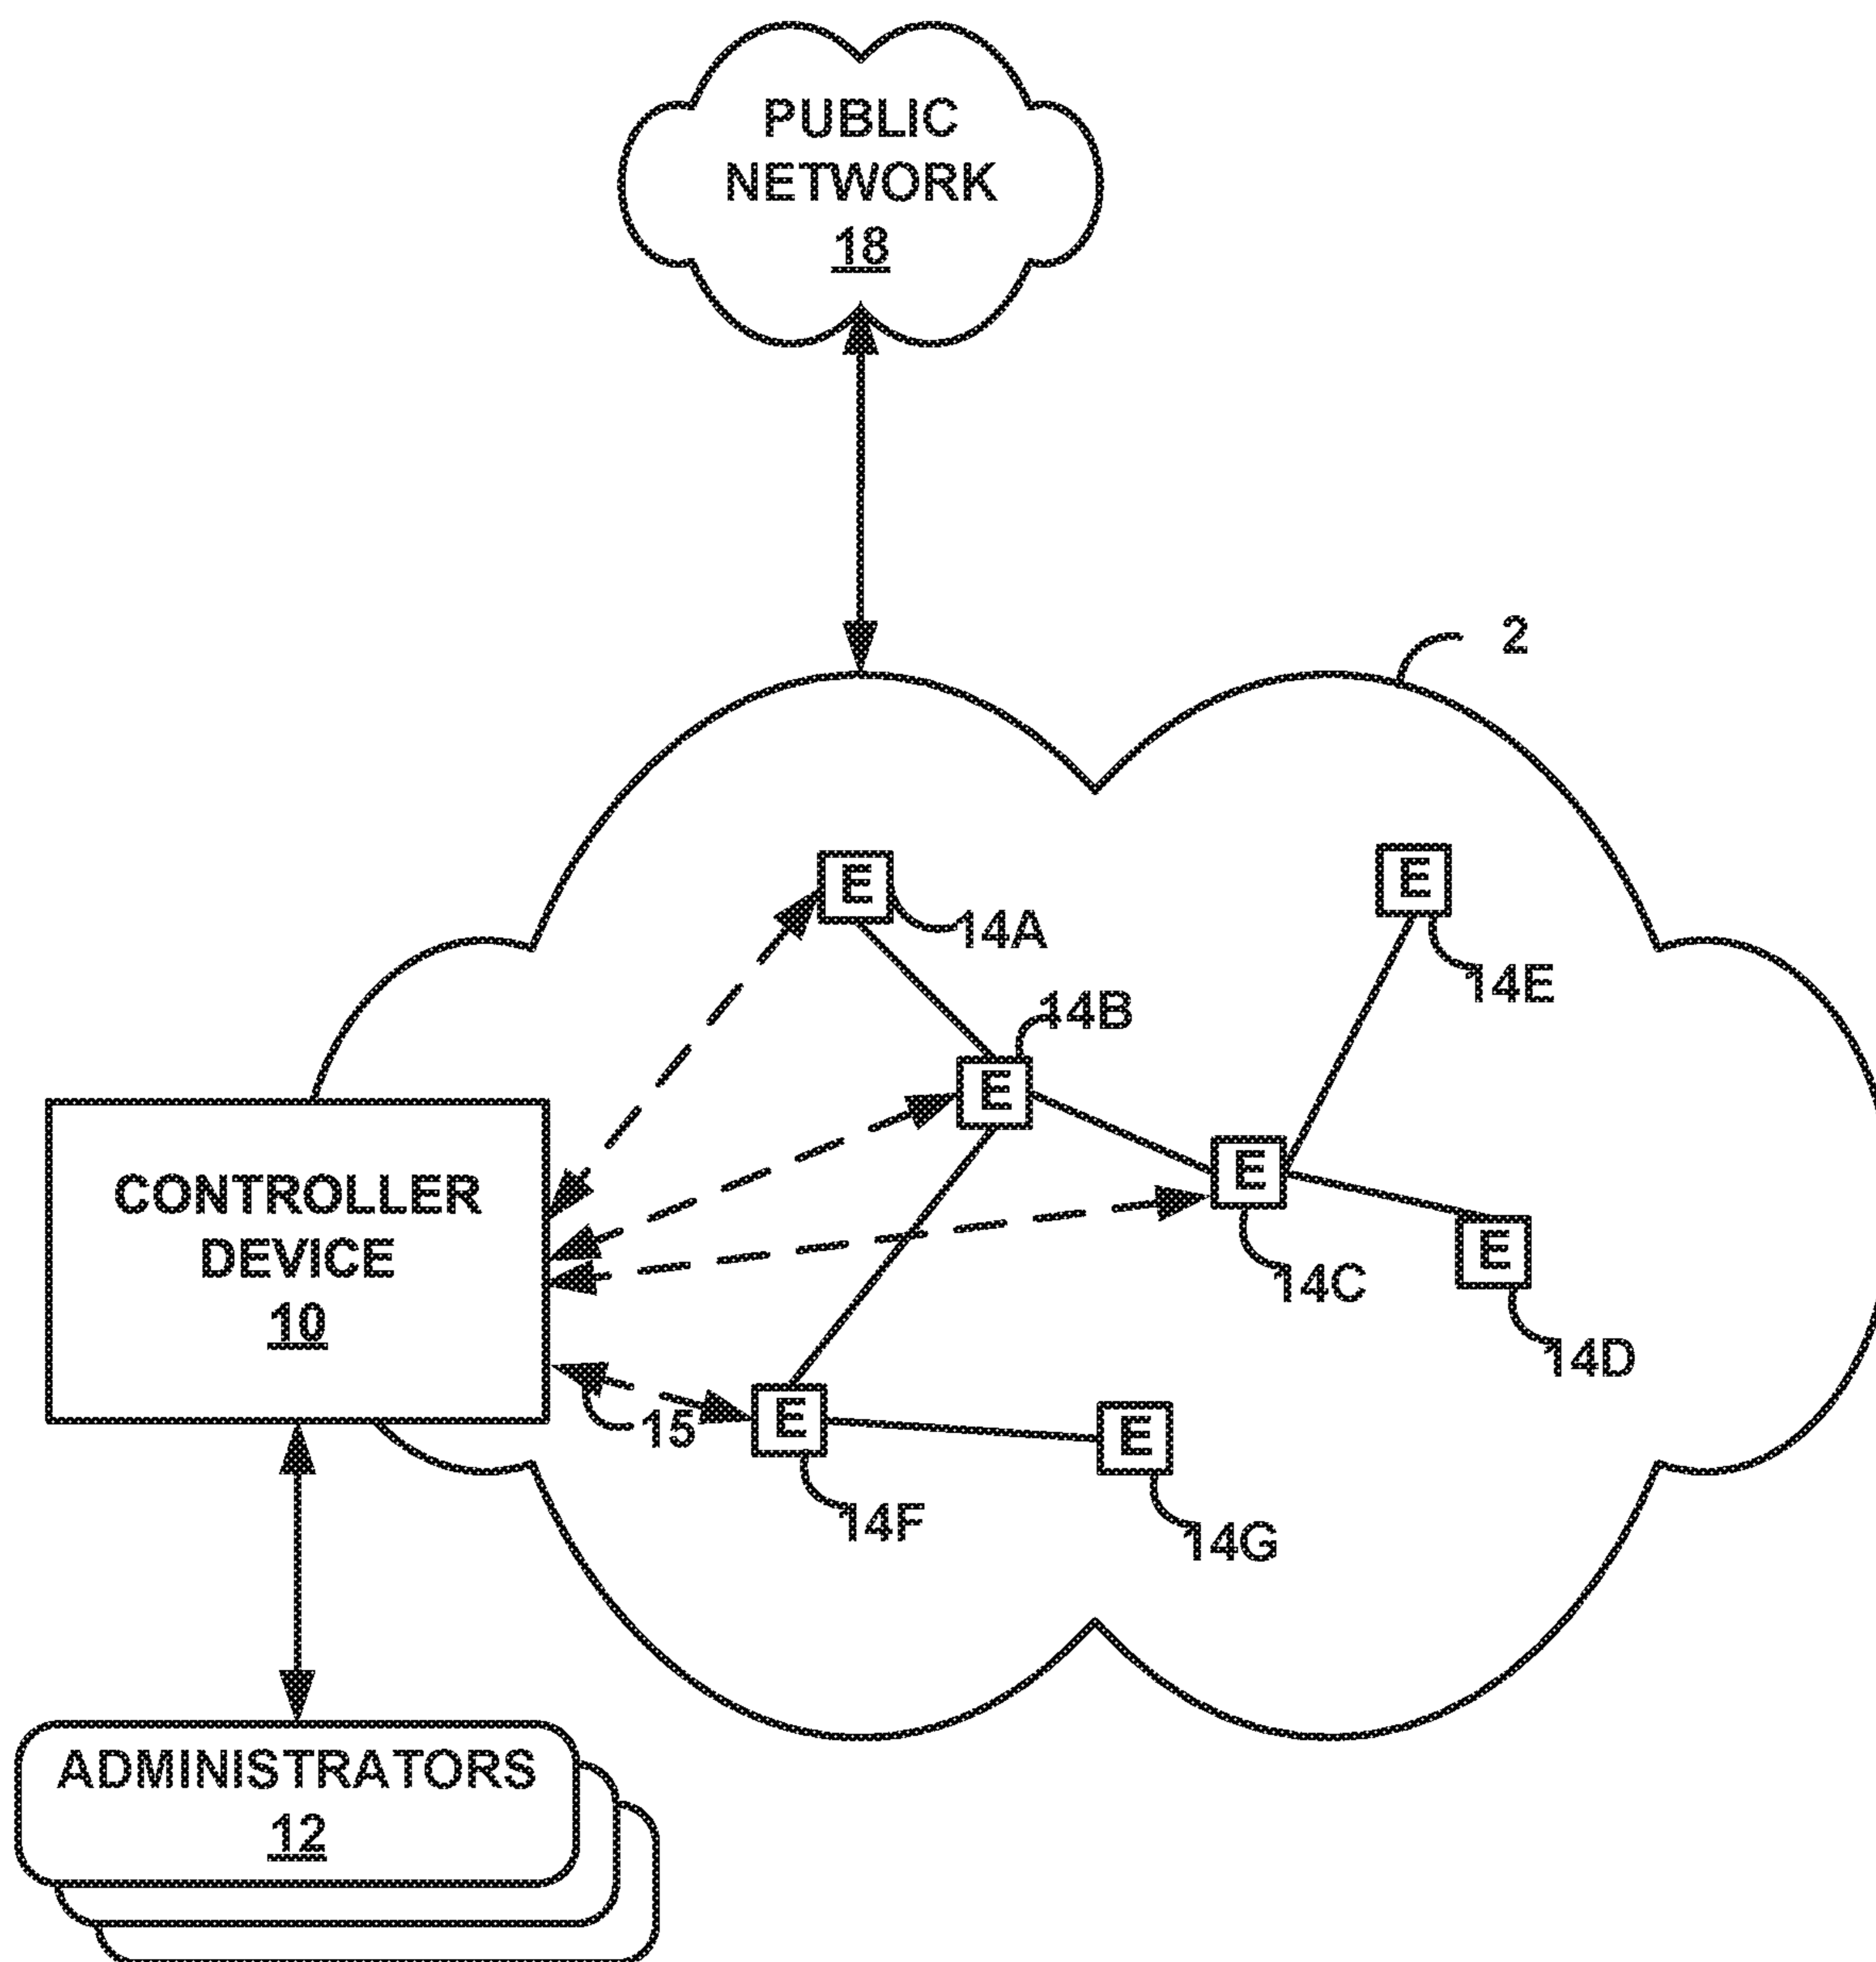 PUBLIC
NETWORK
18
2
E
14A
E
14E
14B
E
E
14C
E
14D
CONTROLLER
DEVICE
10
15
E
14F
E
14G
ADMINISTRATORS
12